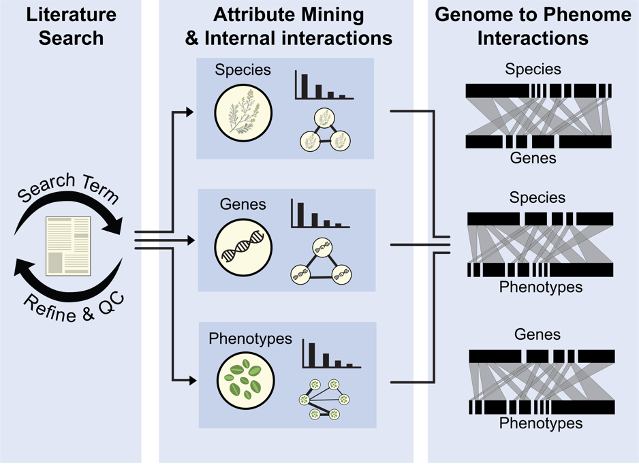 Literature
Search
Search Term
Refine & QC
Attribute Mining
& Internal interactions
Species
Genes
Phenotypes
Genome to Phenome
Interactions
Species
Genes
Species
Phenotypes
Genes
Phenotypes